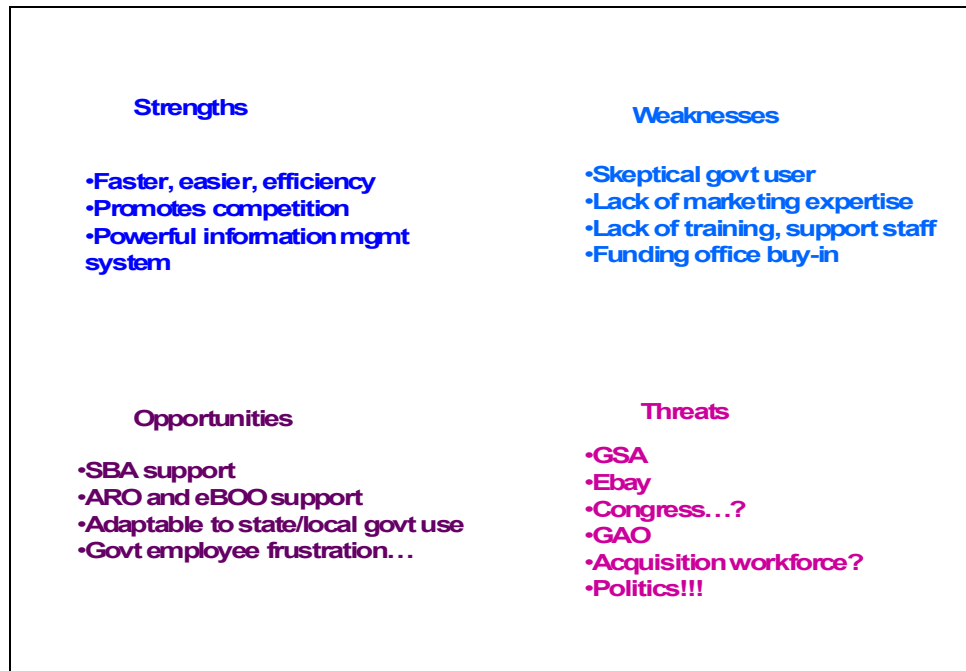 Strengths
•Faster, easier, efficiency
•Promotes competition
•Powerful information mgmt
system
Weaknesses
•Skeptical govt user
•Lack of marketing expertise
•Lack of training, support staff
•Funding office buy-in
Opportunities
•SBA support
•ARO and eBOO support
•Adaptable to state/local govt use
•Govt employee frustration…
Threats
•GSA
•Ebay
•Congress…?
•GAO
•Acquisition workforce?
•Politics!!!